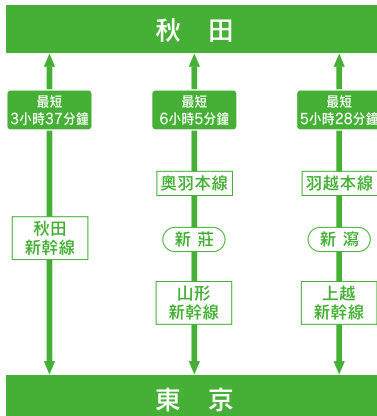 秋 田
最短
3小時37分鐘
秋田
新幹線
最短
6小時5分鐘
奥羽本線
新 莊
山形
新幹線
最短
5小時28分鐘
羽越本線
新 瀉
上越
新幹線
東 京